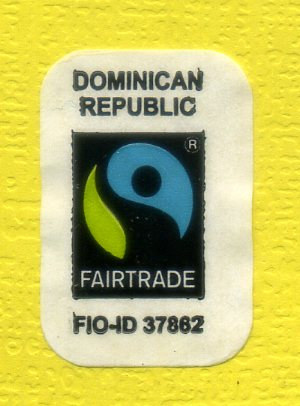 DOMINICAN
REPUBLIC
®
FAIRTRADE
FIO-ID 37862